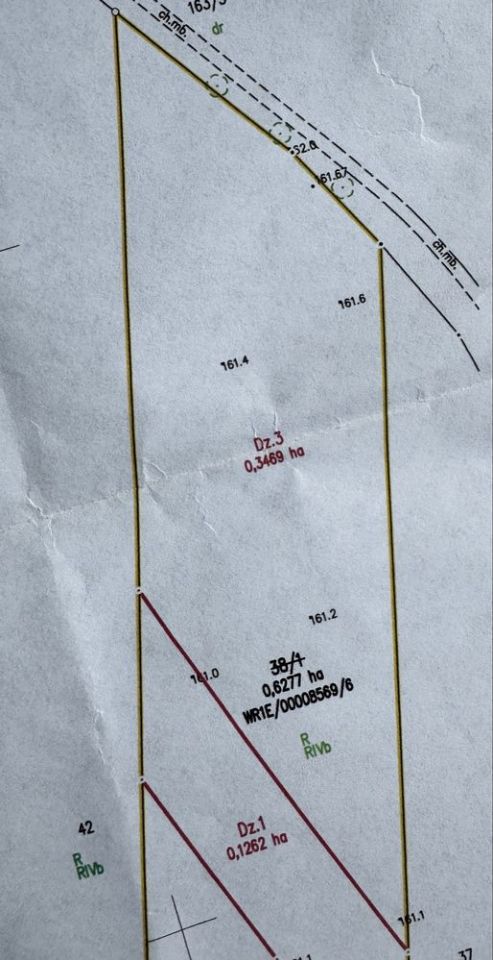 163/3
dr
ch.mb.
62.0
161.67
ch.mb.
161.6
161.4
Dz.3
0,3469 ha
161.2
38/1
0,6277 ha
WR1E/00008569/6
161.0
R
RIVb
42
R
RIVb
Dz.1
0,1262 ha
161.1
37